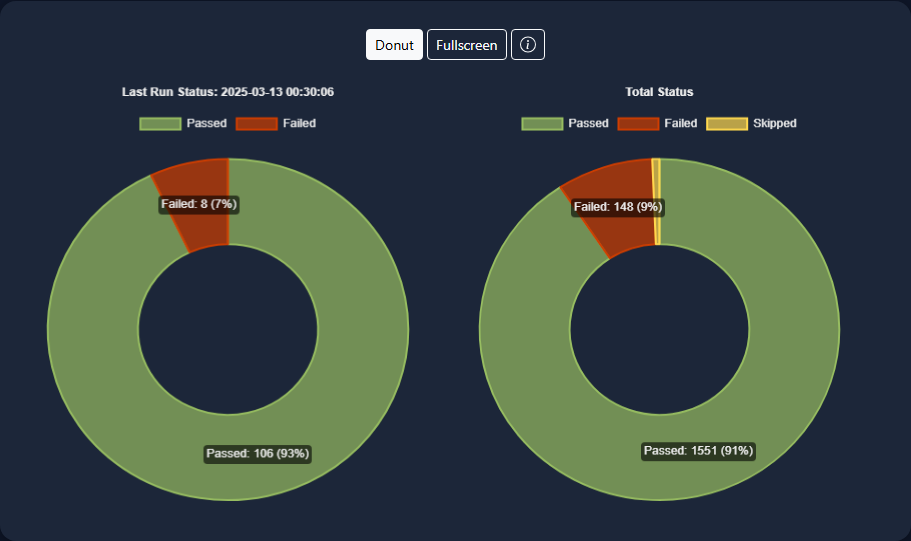 Donut Fullscreen
Last Run Status: 2025-03-13 00:30:06
Passed Failed
Failed: 8 (7%)
Passed: 106 (93%)
Total Status
Passed Failed Skipped
Failed: 148 (9%)
Passed: 1551 (91%)